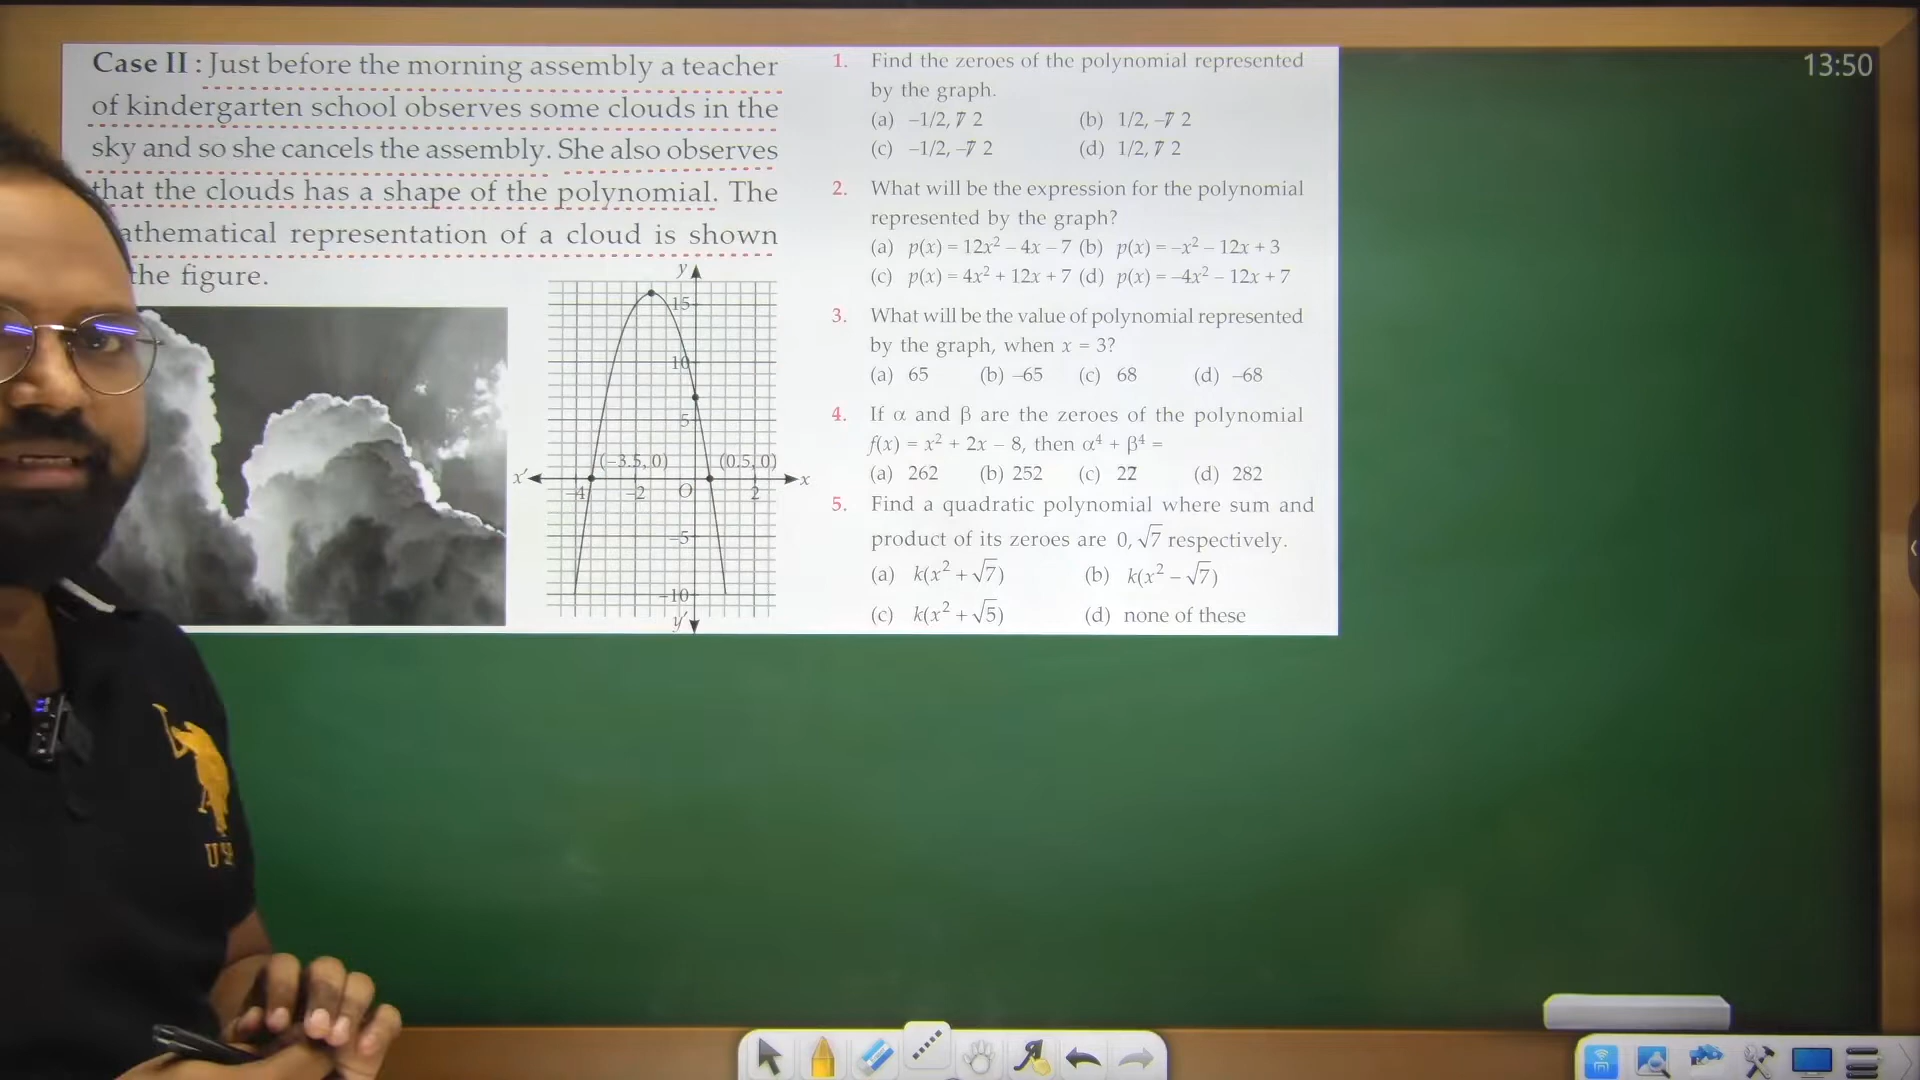 13:50
Case II : Just before the morning assembly a teacher
of kindergarten school observes some clouds in the
sky and so she cancels the assembly. She also observes
that the clouds has a shape of the polynomial. The
athematical representation of a cloud is shown
the figure.
y
15
10
5
(–3.5, 0) (0.5, 0)
x′ –4 –2 O 2 x
–5
–10
y′
1. Find the zeroes of the polynomial represented
by the graph.
(a) –1/2, 7 2 (b) 1/2, –7 2
(c) –1/2, –7 2 (d) 1/2, 7 2
2. What will be the expression for the polynomial
represented by the graph?
(a) p(x) = 12x² – 4x – 7 (b) p(x) = –x² – 12x + 3
(c) p(x) = 4x² + 12x + 7 (d) p(x) = –4x² – 12x + 7
3. What will be the value of polynomial represented
by the graph, when x = 3?
(a) 65 (b) –65 (c) 68 (d) –68
4. If α and β are the zeroes of the polynomial
f(x) = x² + 2x – 8, then α⁴ + β⁴ =
(a) 262 (b) 252 (c) 22 (d) 282
5. Find a quadratic polynomial where sum and
product of its zeroes are 0, √7 respectively.
(a) k(x² + √7) (b) k(x² – √7)
(c) k(x² + √5) (d) none of these